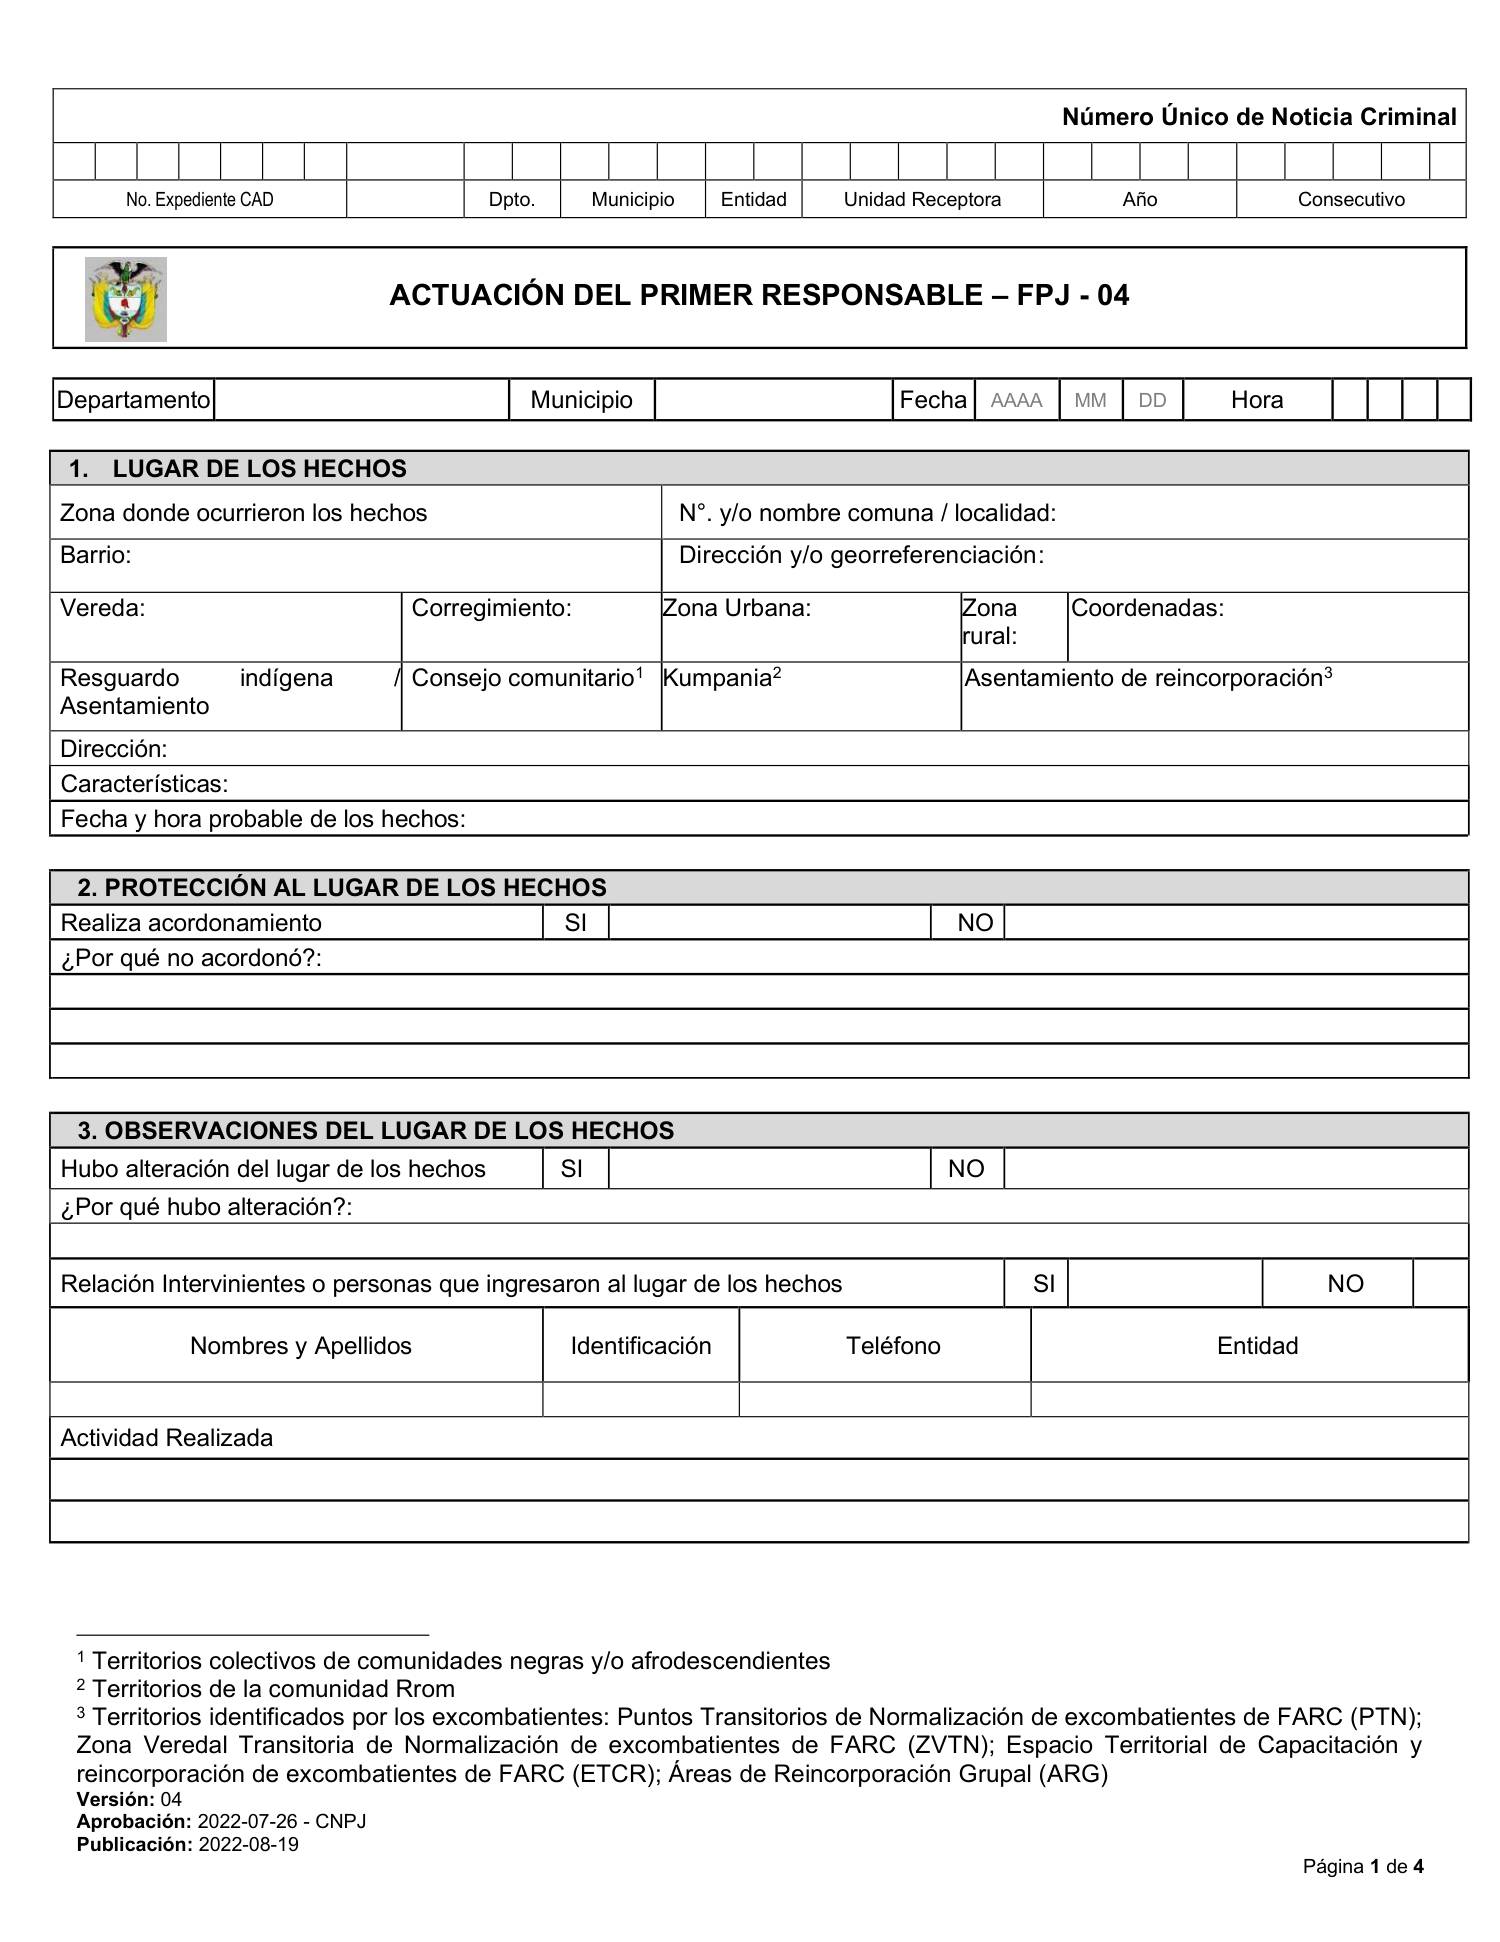 Número Único de Noticia Criminal
No. Expediente CAD Dpto. Municipio Entidad Unidad Receptora Año Consecutivo
ACTUACIÓN DEL PRIMER RESPONSABLE – FPJ - 04
Departamento Municipio Fecha AAAA MM DD Hora
1. LUGAR DE LOS HECHOS
Zona donde ocurrieron los hechos N°. y/o nombre comuna / localidad:
Barrio: Dirección y/o georreferenciación:
Vereda: Corregimiento: Zona Urbana: Zona Coordenadas:
rural:
Resguardo indígena / Consejo comunitario¹ Kumpania² Asentamiento de reincorporación³
Asentamiento
Dirección:
Características:
Fecha y hora probable de los hechos:
2. PROTECCIÓN AL LUGAR DE LOS HECHOS
Realiza acordonamiento SI NO
¿Por qué no acordonó?:
3. OBSERVACIONES DEL LUGAR DE LOS HECHOS
Hubo alteración del lugar de los hechos SI NO
¿Por qué hubo alteración?:
Relación Intervinientes o personas que ingresaron al lugar de los hechos SI NO
Nombres y Apellidos Identificación Teléfono Entidad
Actividad Realizada
¹ Territorios colectivos de comunidades negras y/o afrodescendientes
² Territorios de la comunidad Rrom
³ Territorios identificados por los excombatientes: Puntos Transitorios de Normalización de excombatientes de FARC (PTN);
Zona Veredal Transitoria de Normalización de excombatientes de FARC (ZVTN); Espacio Territorial de Capacitación y
reincorporación de excombatientes de FARC (ETCR); Áreas de Reincorporación Grupal (ARG)
Versión: 04
Aprobación: 2022-07-26 - CNPJ
Publicación: 2022-08-19
Página 1 de 4